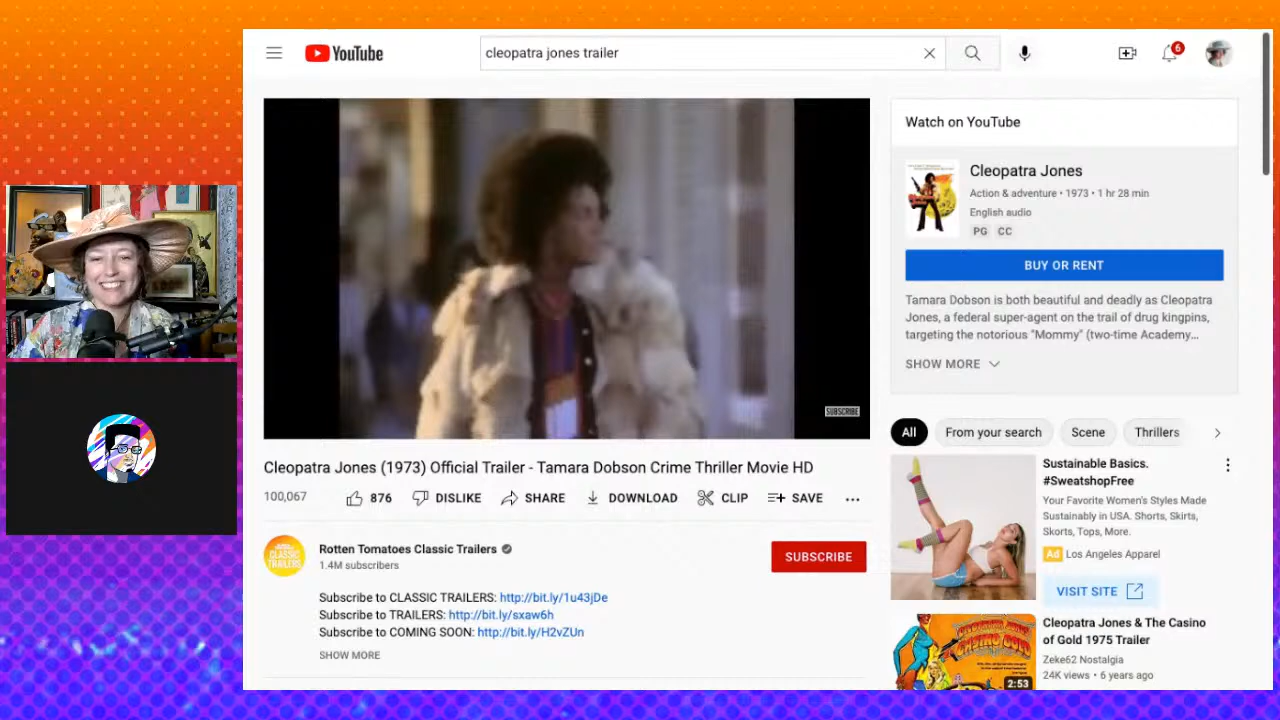 YouTube
cleopatra jones trailer
6
SUBSCRIBE
Cleopatra Jones (1973) Official Trailer - Tamara Dobson Crime Thriller Movie HD
100,067
876
DISLIKE
SHARE
DOWNLOAD
CLIP
SAVE
CLASSIC
TRAILERS
Rotten Tomatoes Classic Trailers
1.4M subscribers
SUBSCRIBE
Subscribe to CLASSIC TRAILERS: http://bit.ly/1u43jDe
Subscribe to TRAILERS: http://bit.ly/sxaw6h
Subscribe to COMING SOON: http://bit.ly/H2vZUn
SHOW MORE
Watch on YouTube
Cleopatra Jones
Action & adventure • 1973 • 1 hr 28 min
English audio
PG CC
BUY OR RENT
Tamara Dobson is both beautiful and deadly as Cleopatra
Jones, a federal super-agent on the trail of drug kingpins,
targeting the notorious "Mommy" (two-time Academy...
SHOW MORE
All
From your search
Scene
Thrillers
Sustainable Basics.
#SweatshopFree
Your Favorite Women's Styles Made
Sustainably in USA. Shorts, Skirts,
Skorts, Tops, More.
Ad Los Angeles Apparel
VISIT SITE
Cleopatra Jones & The Casino
of Gold 1975 Trailer
Zeke62 Nostalgia
24K views • 6 years ago
2:53